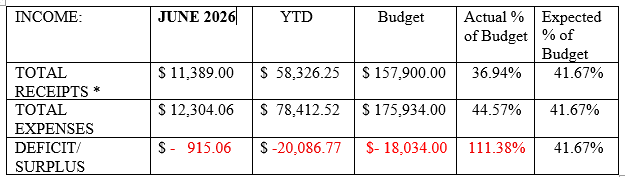 INCOME: JUNE 2026 YTD Budget Actual % Expected
of Budget % of
Budget
TOTAL $ 11,389.00 $ 58,326.25 $ 157,900.00 36.94% 41.67%
RECEIPTS *
TOTAL $ 12,304.06 $ 78,412.52 $ 175,934.00 44.57% 41.67%
EXPENSES
DEFICIT/ $ - 915.06 $ -20,086.77 $- 18,034.00 111.38% 41.67%
SURPLUS